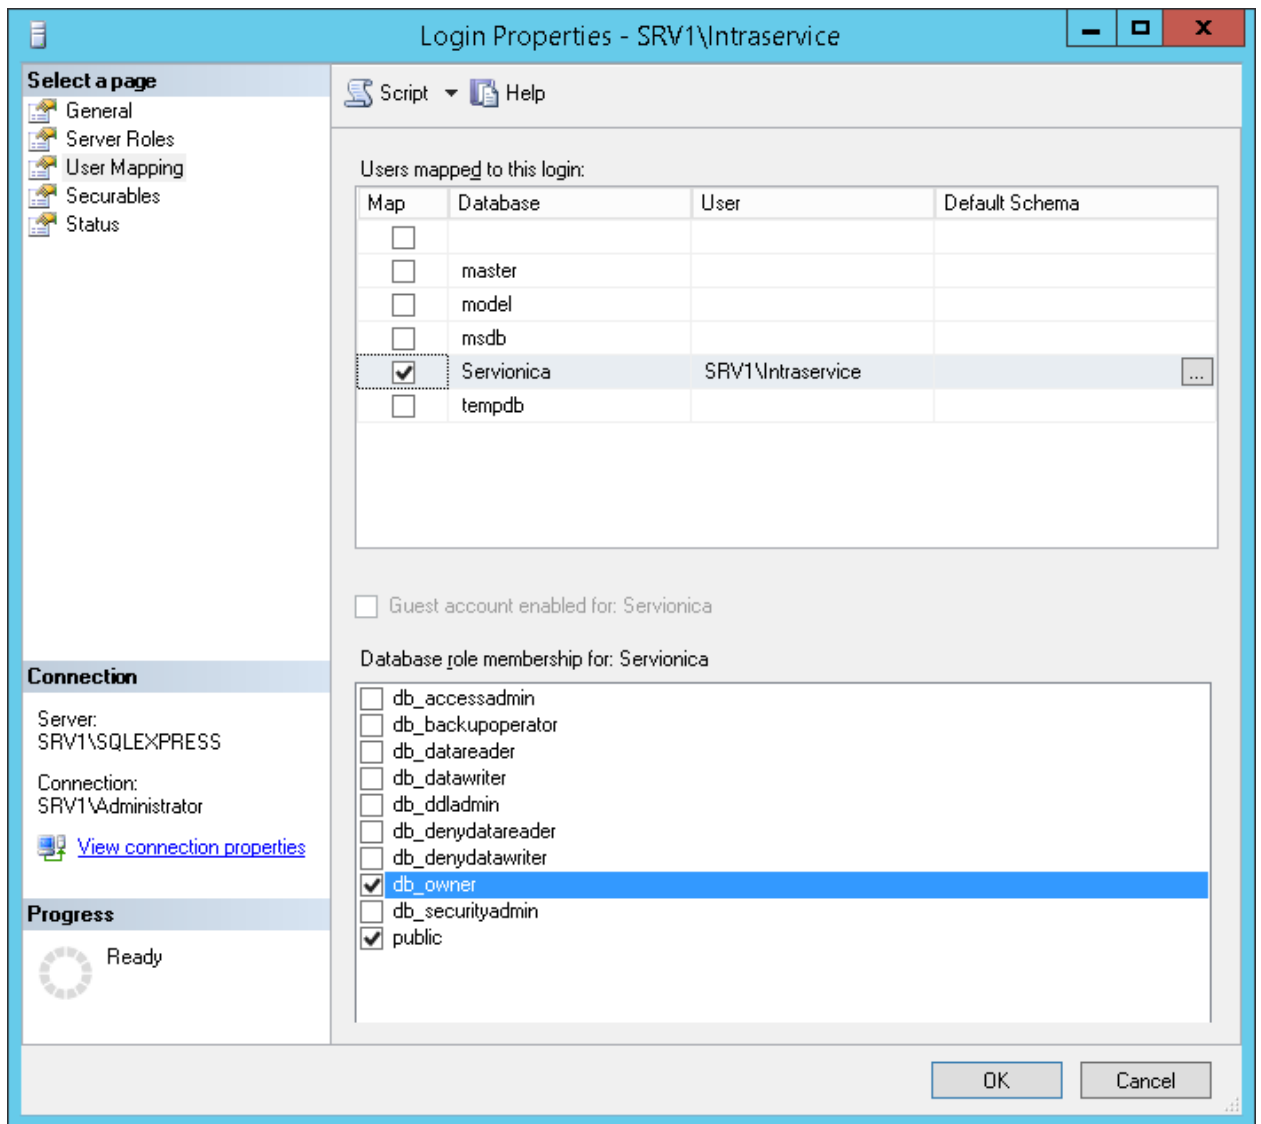 Login Properties - SRV1\Intraservice
Select a page
General
Server Roles
User Mapping
Securables
Status
Script Help
Users mapped to this login:
Map Database User Default Schema
master
model
msdb
Servionica SRV1\Intraservice ...
tempdb
Guest account enabled for: Servionica
Database role membership for: Servionica
db_accessadmin
db_backupoperator
db_datareader
db_datawriter
db_ddladmin
db_denydatareader
db_denydatawriter
db_owner
db_securityadmin
public
Connection
Server:
SRV1\SQLEXPRESS
Connection:
SRV1\Administrator
View connection properties
Progress
Ready
OK Cancel